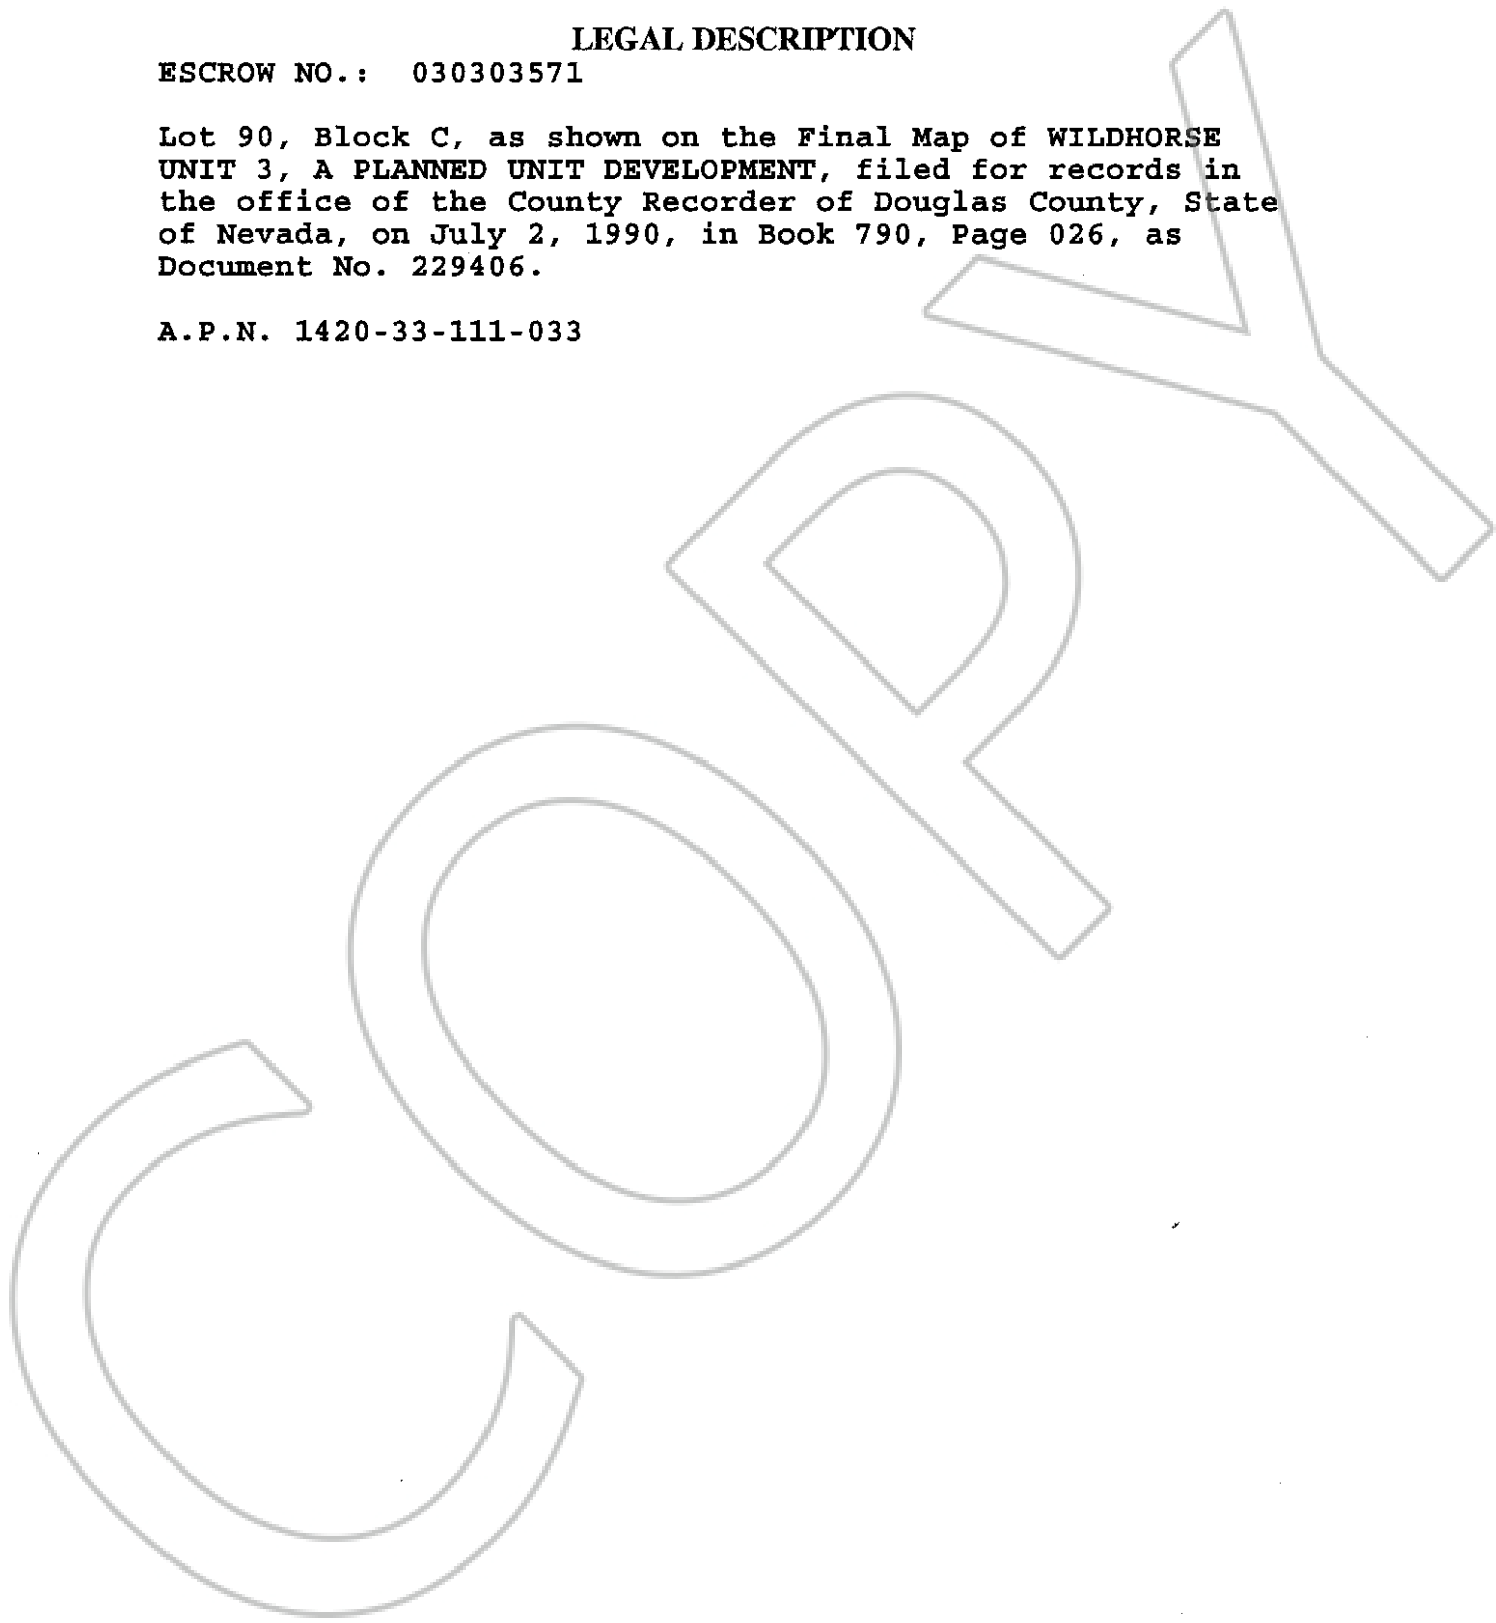 LEGAL DESCRIPTION
ESCROW NO.: 030303571
Lot 90, Block C, as shown on the Final Map of WILDHORSE
UNIT 3, A PLANNED UNIT DEVELOPMENT, filed for records in
the office of the County Recorder of Douglas County, State
of Nevada, on July 2, 1990, in Book 790, Page 026, as
Document No. 229406.
A.P.N. 1420-33-111-033
COPY